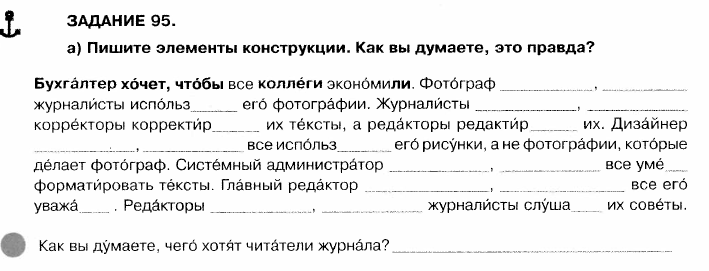 ЗАДАНИЕ 95.
а) Пишите элементы конструкции. Как вы думаете, это правда?
Бухга́лтер хо́чет, что́бы все колле́ги эконо́мили. Фото́граф ____________, ____________
журнали́сты испо́льз______ его́ фотогра́фии. Журнали́сты ____________, ____________
корре́кторы корректи́р______ их те́ксты, а реда́кторы редакти́р______ их. Диза́йнер
____________, ____________ все испо́льз______ его́ рису́нки, а не фотогра́фии, кото́рые
де́лает фото́граф. Систе́мный администра́тор ____________, ____________ все уме́____
формати́ровать те́ксты. Гла́вный реда́ктор ____________, ____________ все его́
уважа́____. Реда́кторы ____________, ____________ журнали́сты слу́ша____ их сове́ты.
Как вы ду́маете, чего́ хотя́т чита́тели журна́ла?____________________________